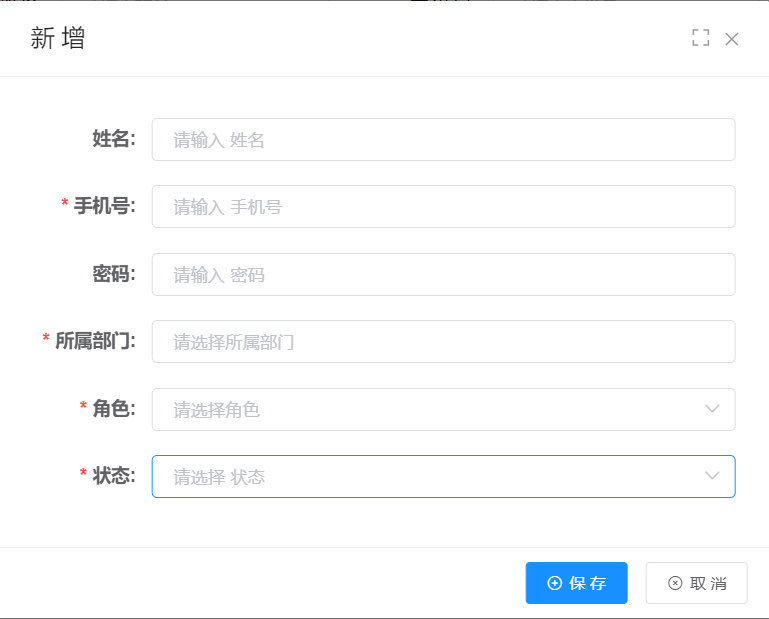 新增
姓名: 请输入 姓名
* 手机号: 请输入 手机号
密码: 请输入 密码
* 所属部门: 请选择所属部门
* 角色: 请选择角色
* 状态: 请选择 状态
保存 取消